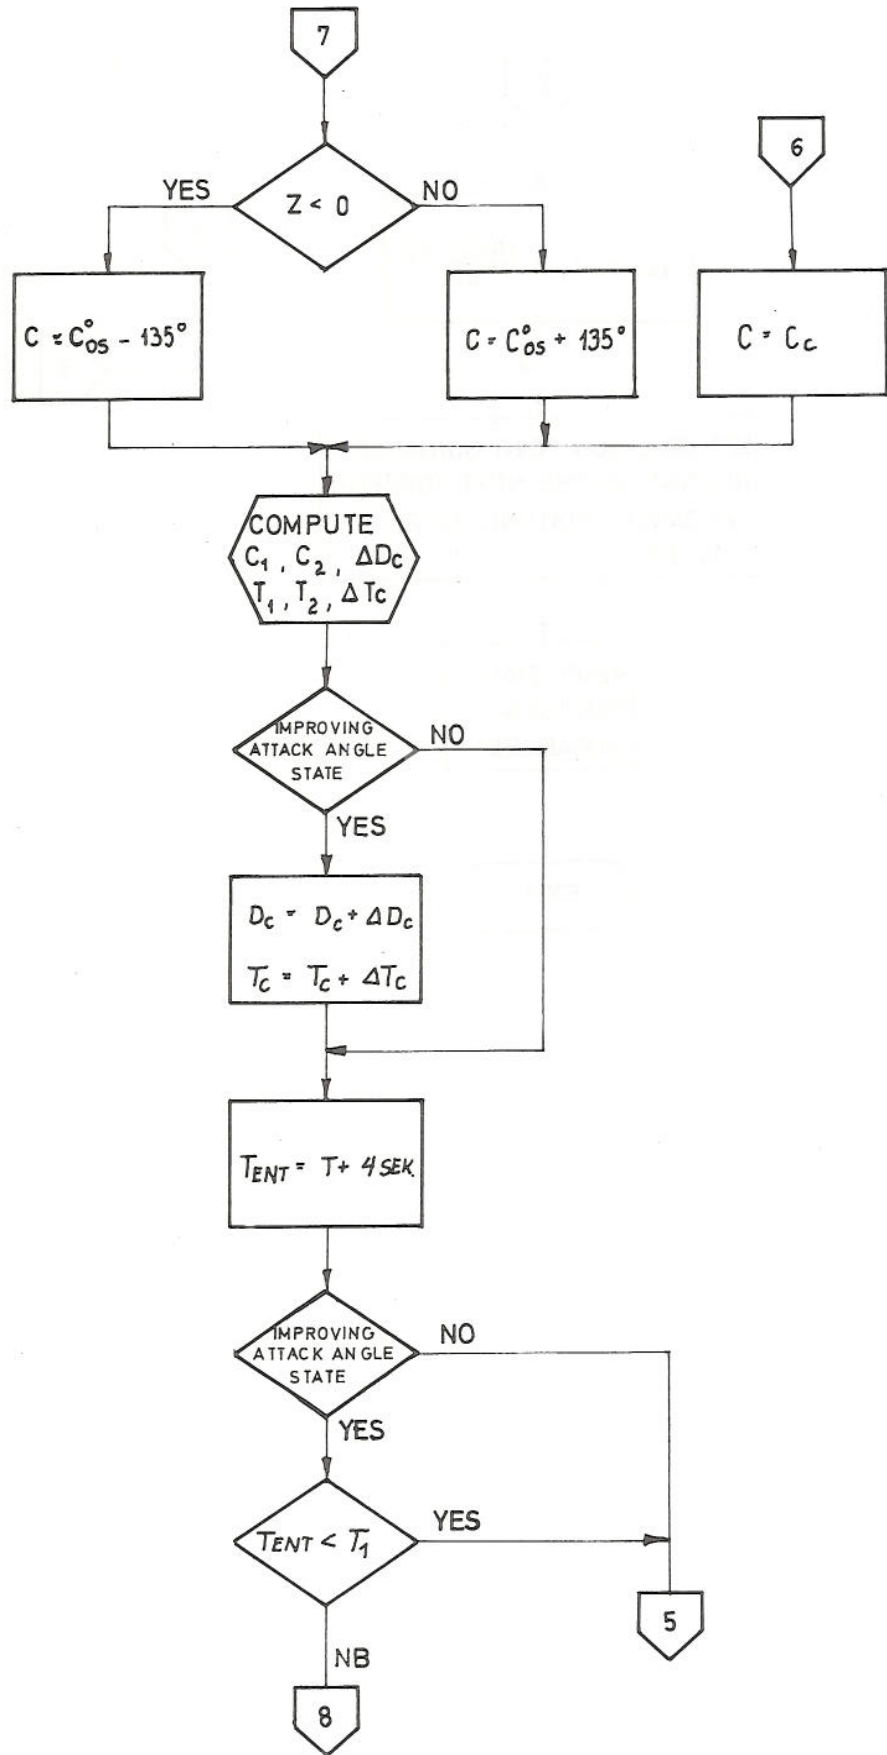 7
6
YES
Z < 0
NO
C = C°os - 135°
C = C°os + 135°
C = Cc
COMPUTE
C1, C2, ΔDc
T1, T2, ΔTc
IMPROVING
ATTACK ANGLE
STATE
NO
YES
Dc = Dc + ΔDc
Tc = Tc + ΔTc
TENT = T + 4 SEK.
IMPROVING
ATTACK ANGLE
STATE
NO
YES
TENT < T1
YES
5
NB
8